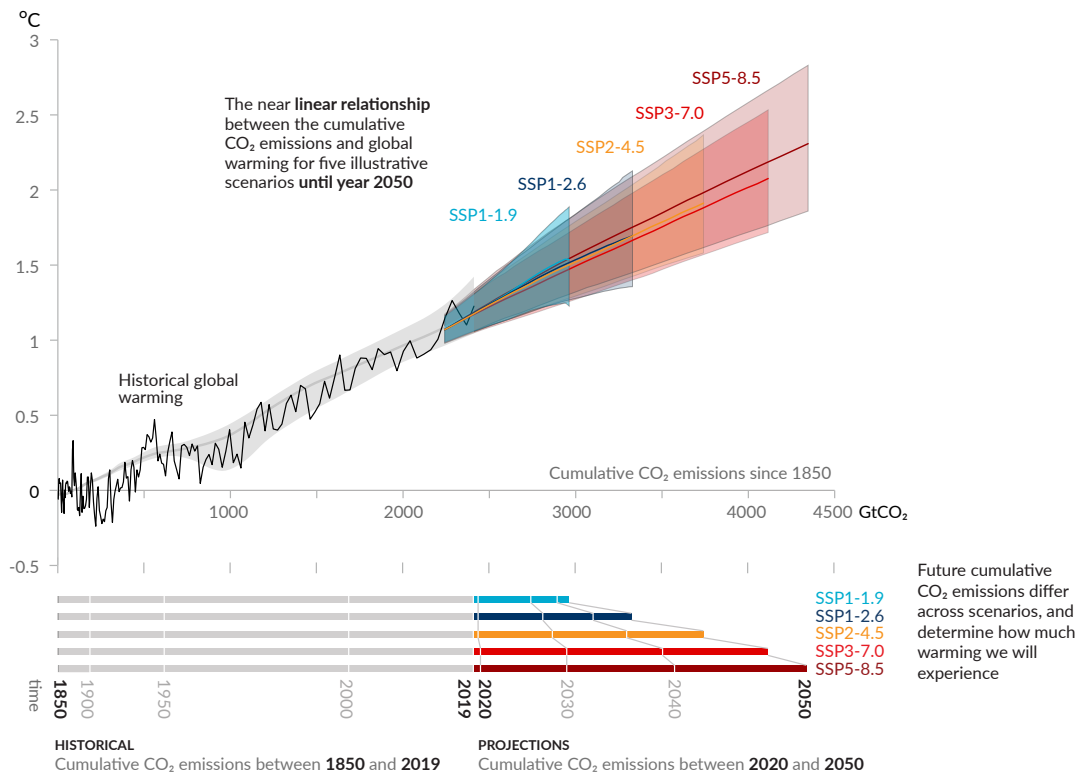 °C
3
SSP5-8.5
The near linear relationship
between the cumulative
CO₂ emissions and global
warming for five illustrative
scenarios until year 2050
2.5
SSP3-7.0
SSP2-4.5
2
SSP1-2.6
SSP1-1.9
1.5
1
Historical global
warming
0.5
Cumulative CO₂ emissions since 1850
0
1000
2000
3000
4000
4500
GtCO₂
-0.5
Future cumulative
CO₂ emissions differ
across scenarios, and
determine how much
warming we will
experience
SSP1-1.9
SSP1-2.6
SSP2-4.5
SSP3-7.0
SSP5-8.5
time
1850
1900
1950
2000
2019
2020
2030
2040
2050
HISTORICAL
Cumulative CO₂ emissions between 1850 and 2019
PROJECTIONS
Cumulative CO₂ emissions between 2020 and 2050